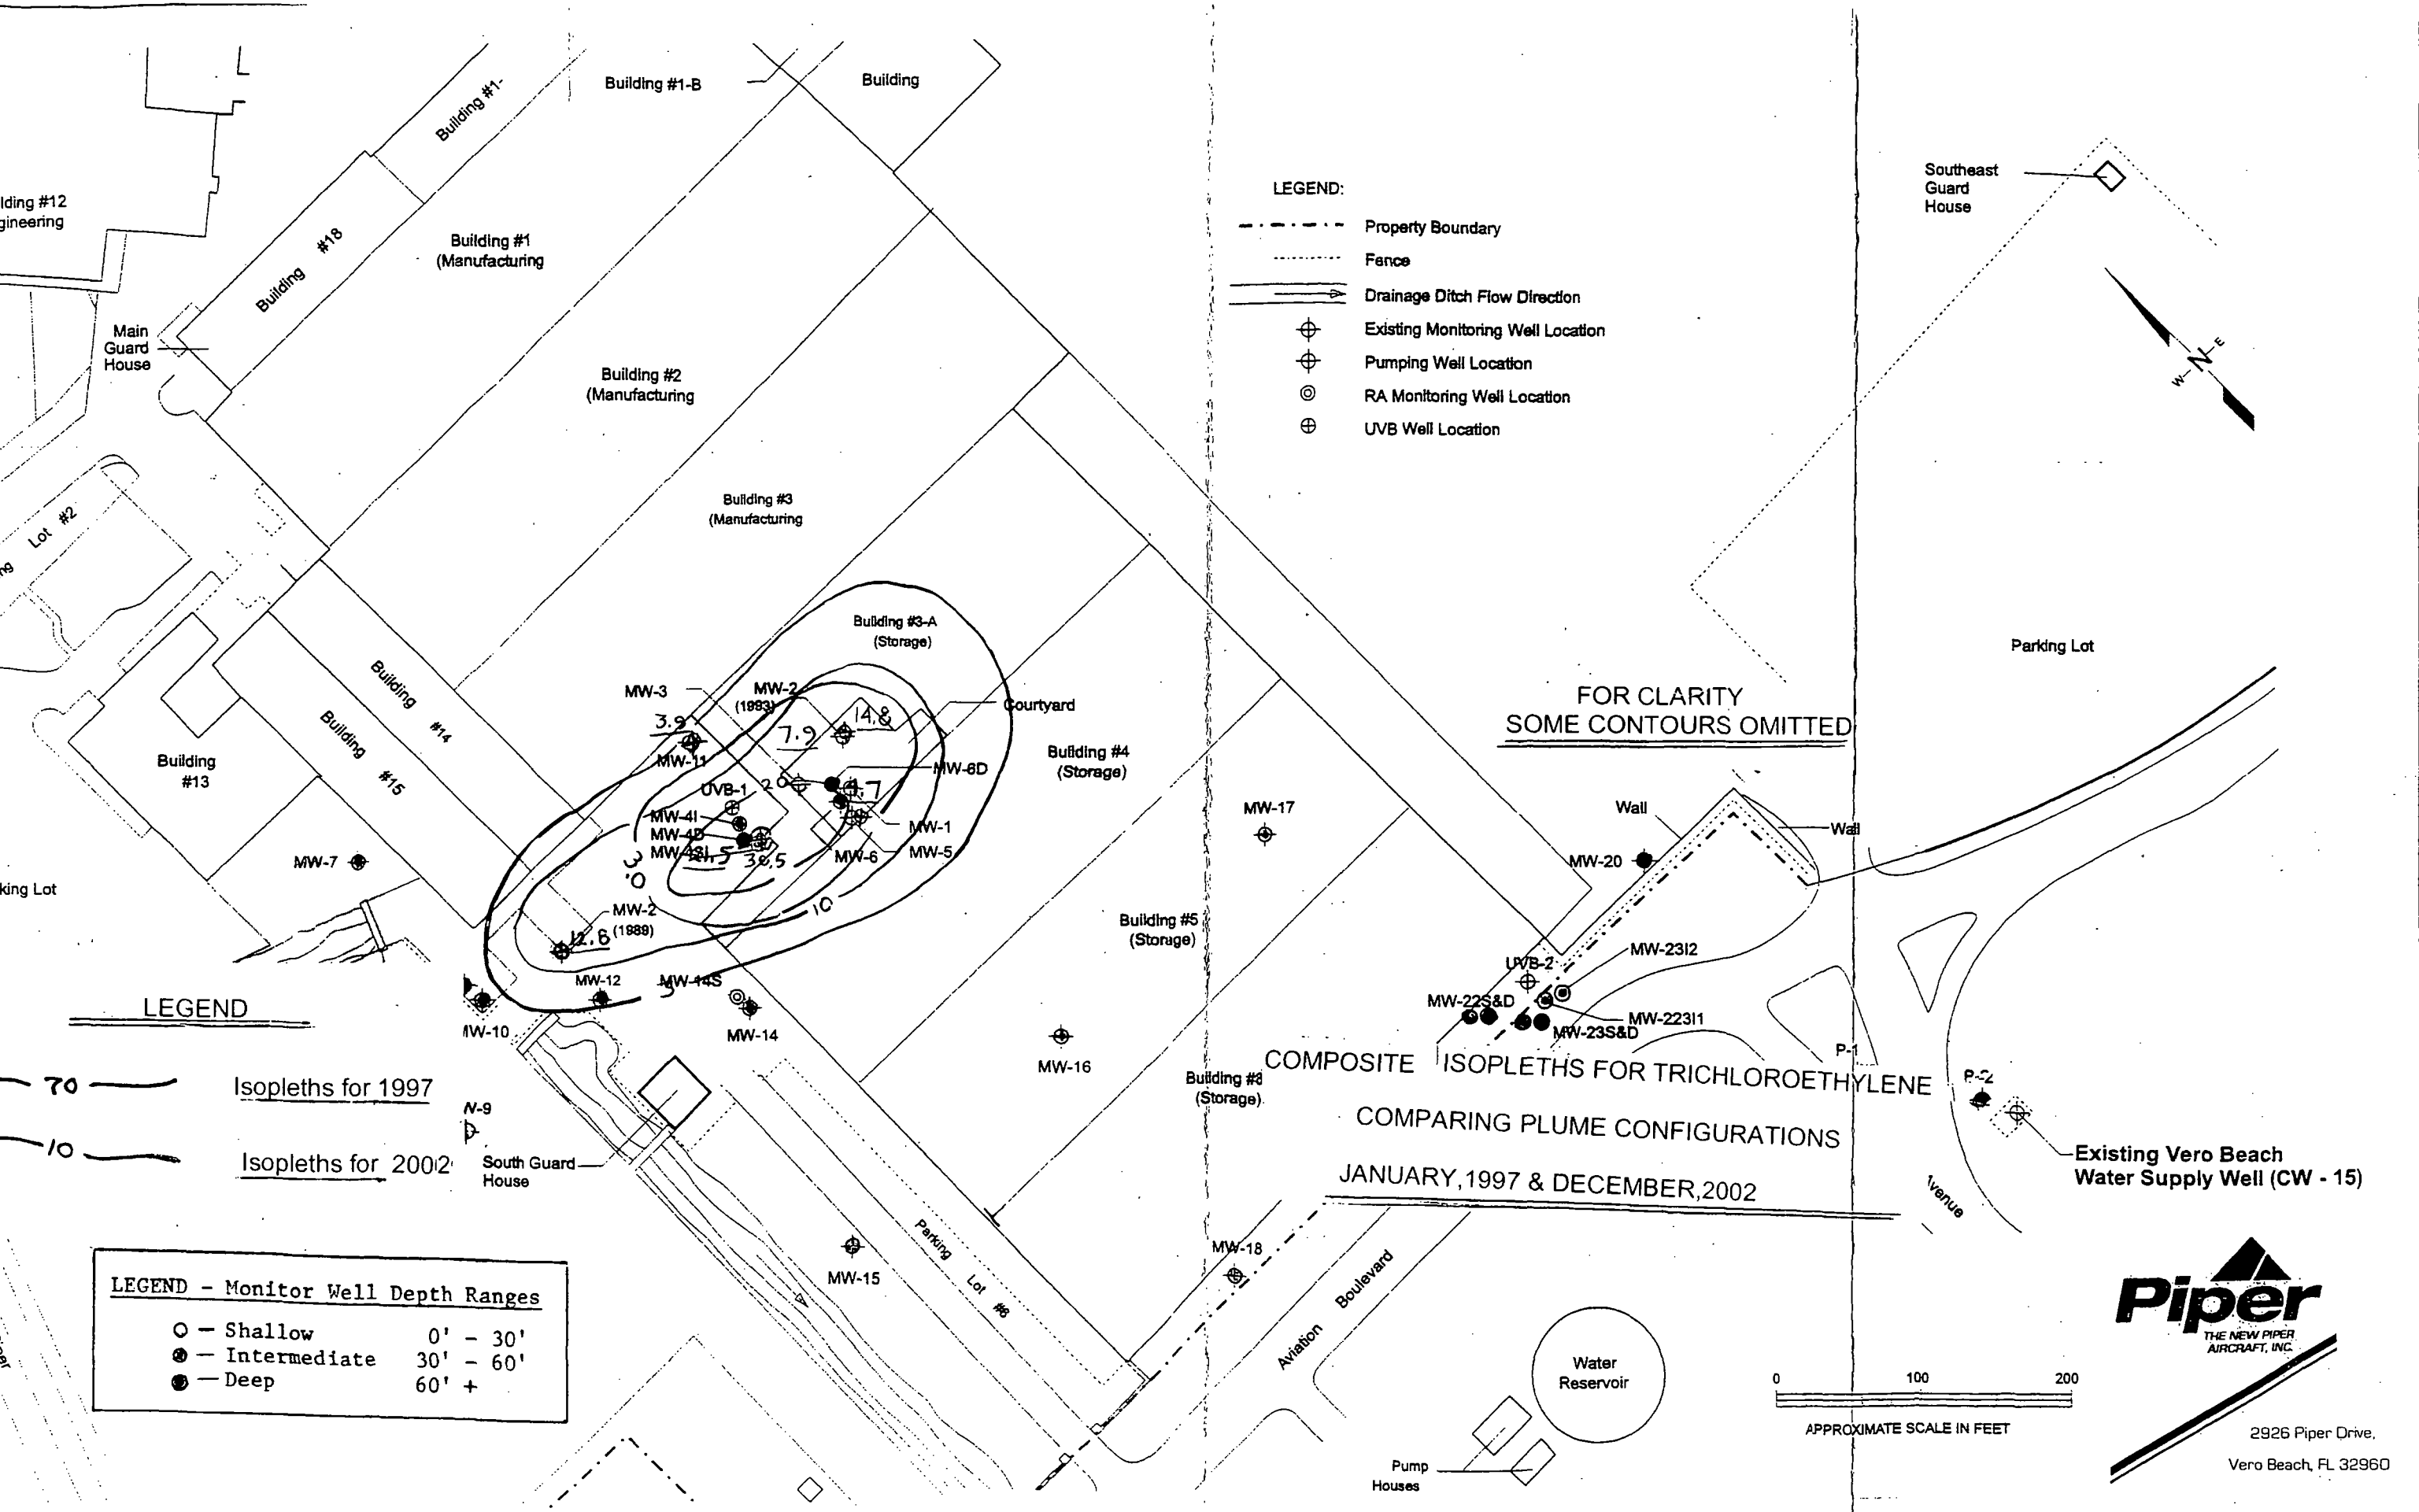 Building #1-B
Building
Building #1-
lding #12
gineering
Building #18
Building #1
(Manufacturing
Main
Guard
House
Building #2
(Manufacturing
Building #3
(Manufacturing
Lot #2
ng
Building #3-A
(Storage)
LEGEND:
Property Boundary
Fence
Drainage Ditch Flow Direction
Existing Monitoring Well Location
Pumping Well Location
RA Monitoring Well Location
UVB Well Location
Southeast
Guard
House
W
N
E
Parking Lot
FOR CLARITY
SOME CONTOURS OMITTED
MW-3
MW-2
(1993)
Courtyard
3.9
7.9
14.8
MW-11
MW-6D
UVB-1
MW-4I
MW-4D
MW-1
MW-5
MW-6
30.5
3.0
10
Building #14
Building #15
Building
#13
MW-7
king Lot
Building #4
(Storage)
MW-17
Wall
Wall
MW-20
MW-2
(1989)
12.8
MW-12
MW-14S
5
MW-14
MW-10
Building #5
(Storage)
UVB-2
MW-23I2
MW-22S&D
MW-223I1
MW-23S&D
MW-16
Building #8
(Storage)
P-1
P-2
COMPOSITE ISOPLETHS FOR TRICHLOROETHYLENE
COMPARING PLUME CONFIGURATIONS
JANUARY,1997 & DECEMBER,2002
Existing Vero Beach
Water Supply Well (CW - 15)
Avenue
LEGEND
70
Isopleths for 1997
10
Isopleths for 2002
W-9
South Guard
House
MW-15
MW-18
Parking Lot #6
Aviation Boulevard
LEGEND - Monitor Well Depth Ranges
- Shallow 0' - 30'
- Intermediate 30' - 60'
- Deep 60' +
Water
Reservoir
Pump
Houses
0 100 200
APPROXIMATE SCALE IN FEET
Piper
THE NEW PIPER
AIRCRAFT, INC.
2926 Piper Drive,
Vero Beach, FL 32960